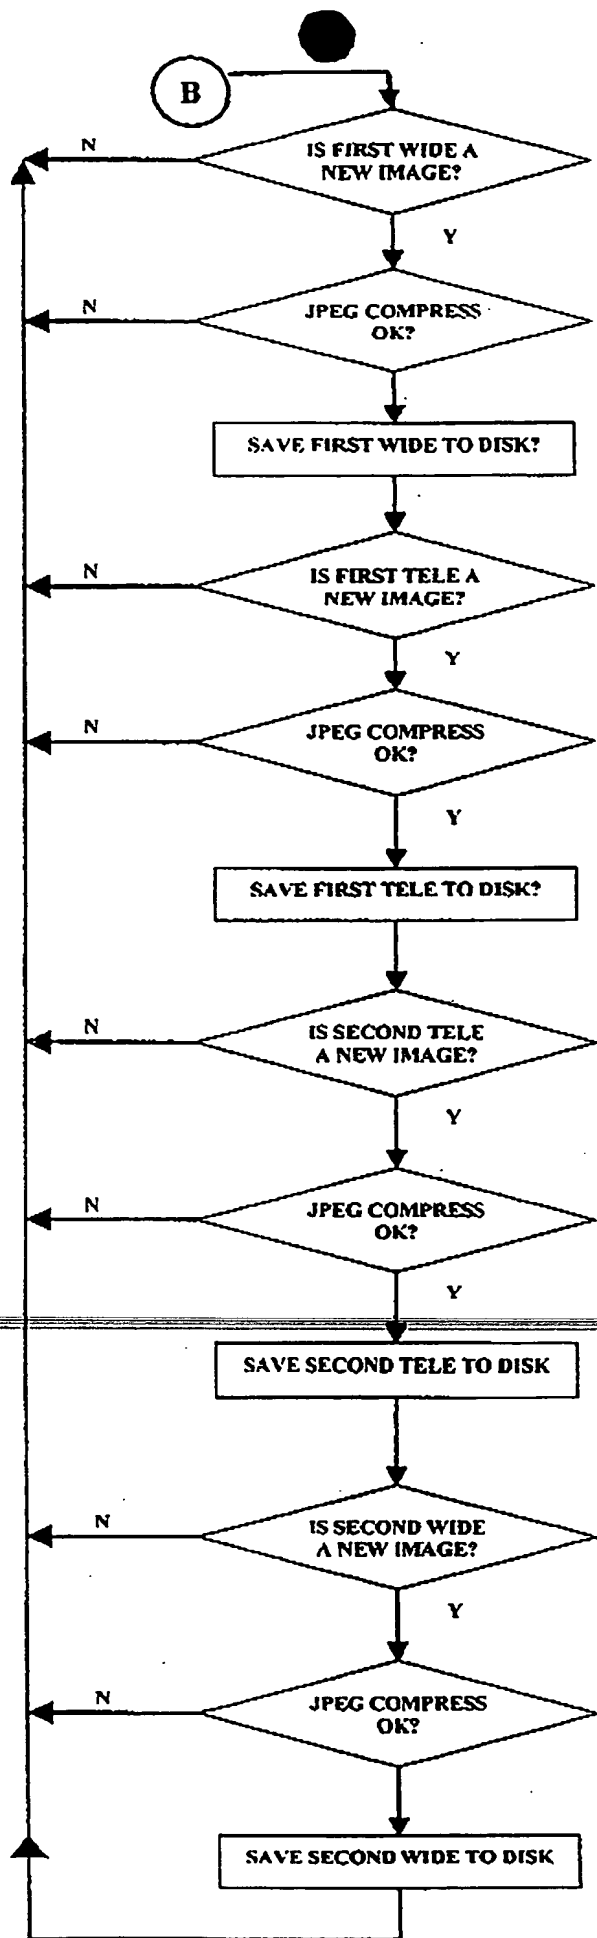 B
N
IS FIRST WIDE A
NEW IMAGE?
Y
N
JPEG COMPRESS
OK?
SAVE FIRST WIDE TO DISK?
N
IS FIRST TELE A
NEW IMAGE?
Y
N
JPEG COMPRESS
OK?
Y
SAVE FIRST TELE TO DISK?
N
IS SECOND TELE
A NEW IMAGE?
Y
N
JPEG COMPRESS
OK?
Y
SAVE SECOND TELE TO DISK
N
IS SECOND WIDE
A NEW IMAGE?
Y
N
JPEG COMPRESS
OK?
SAVE SECOND WIDE TO DISK